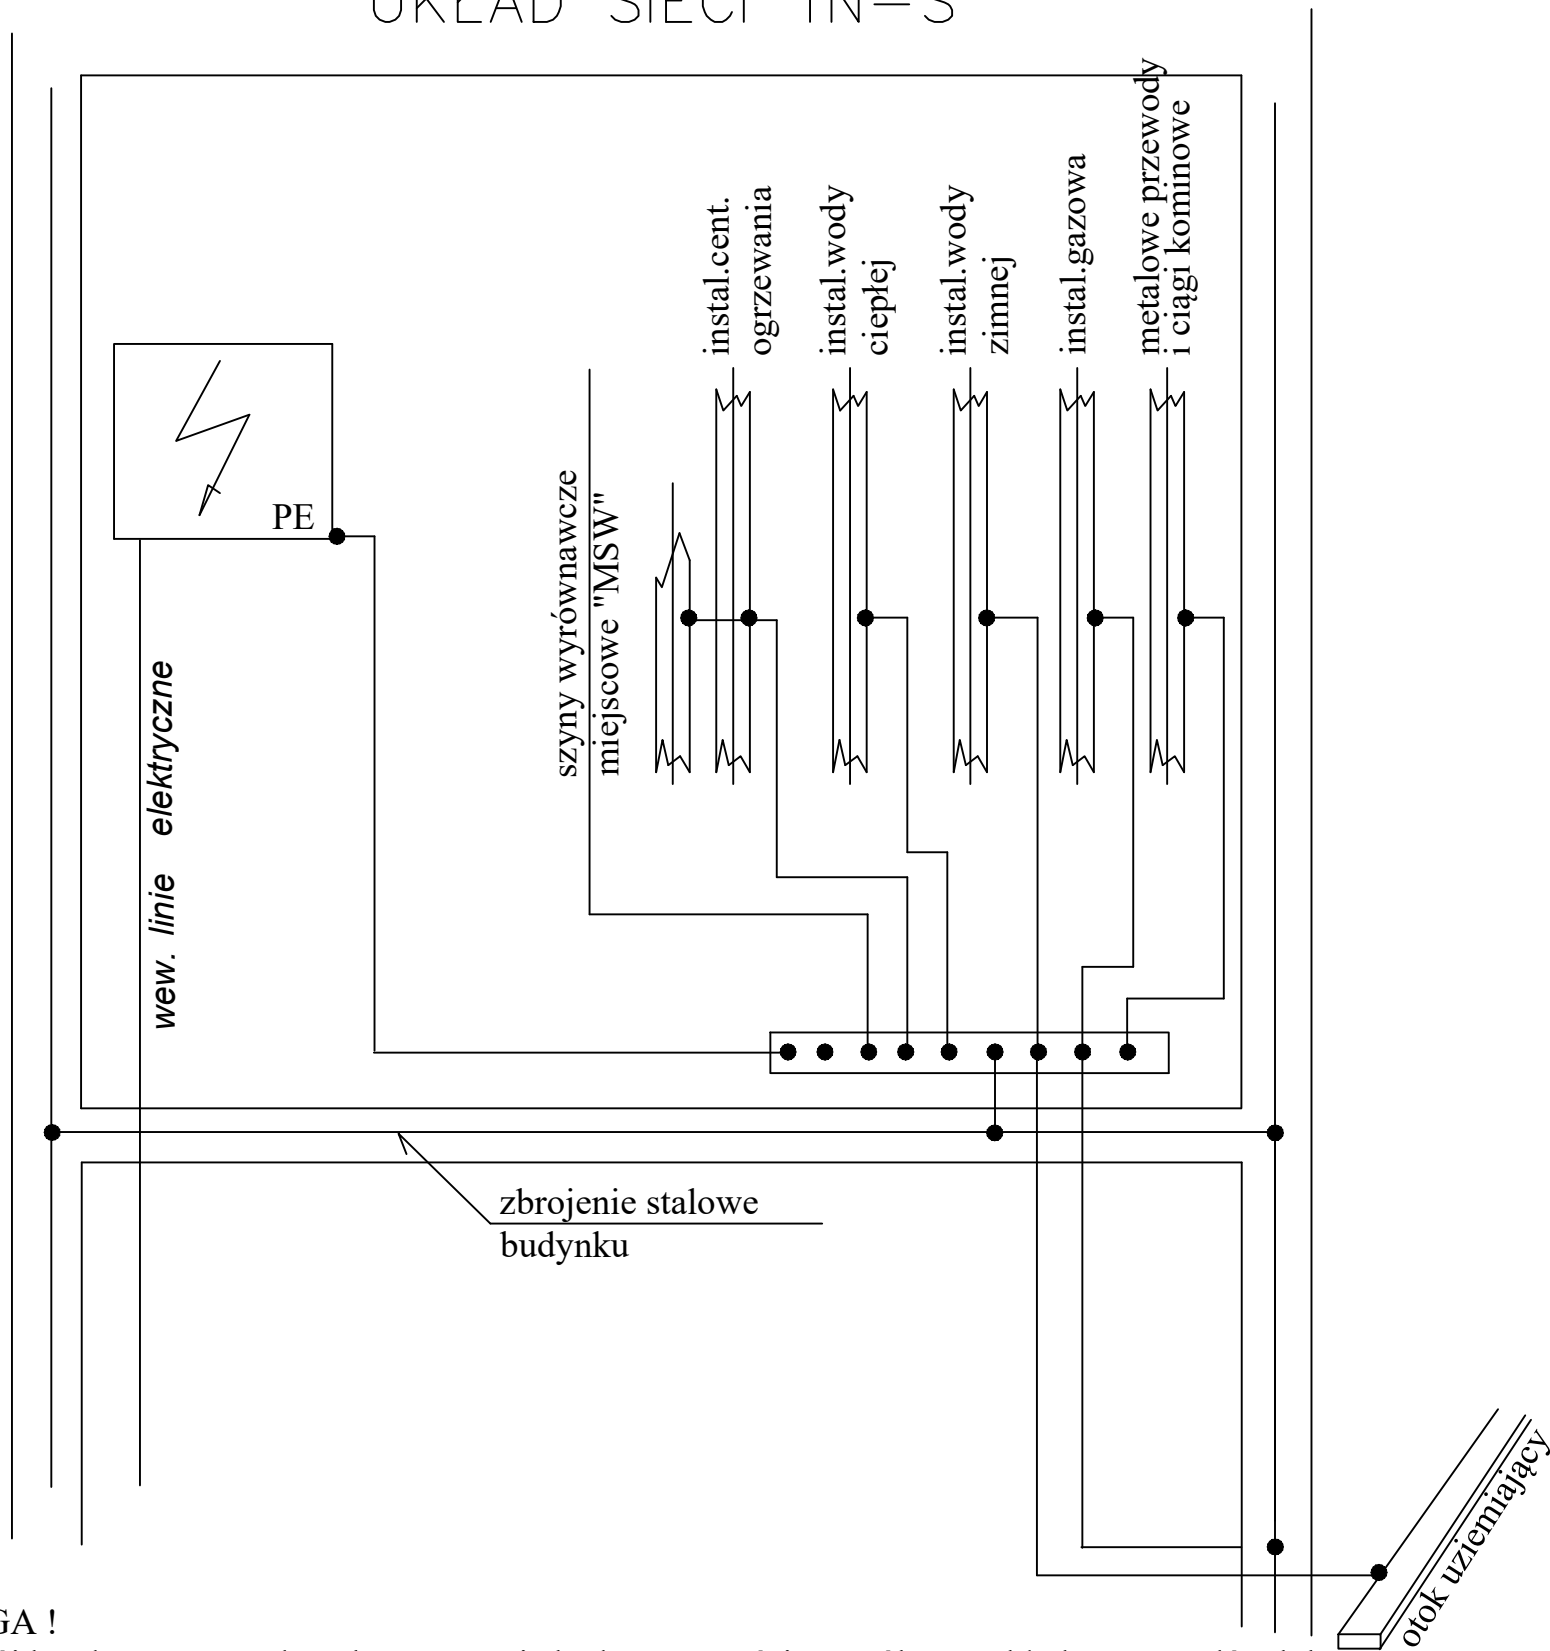 UKŁAD SIECI TN-S
metalowe przewody
i ciągi kominowe
instal.gazowa
instal.wody
zimnej
instal.wody
ciepłej
instal.cent.
ogrzewania
szyny wyrównawcze
miejscowe "MSW"
PE
wew. linie elektryczne
zbrojenie stalowe
budynku
otok uziemiający
GA !